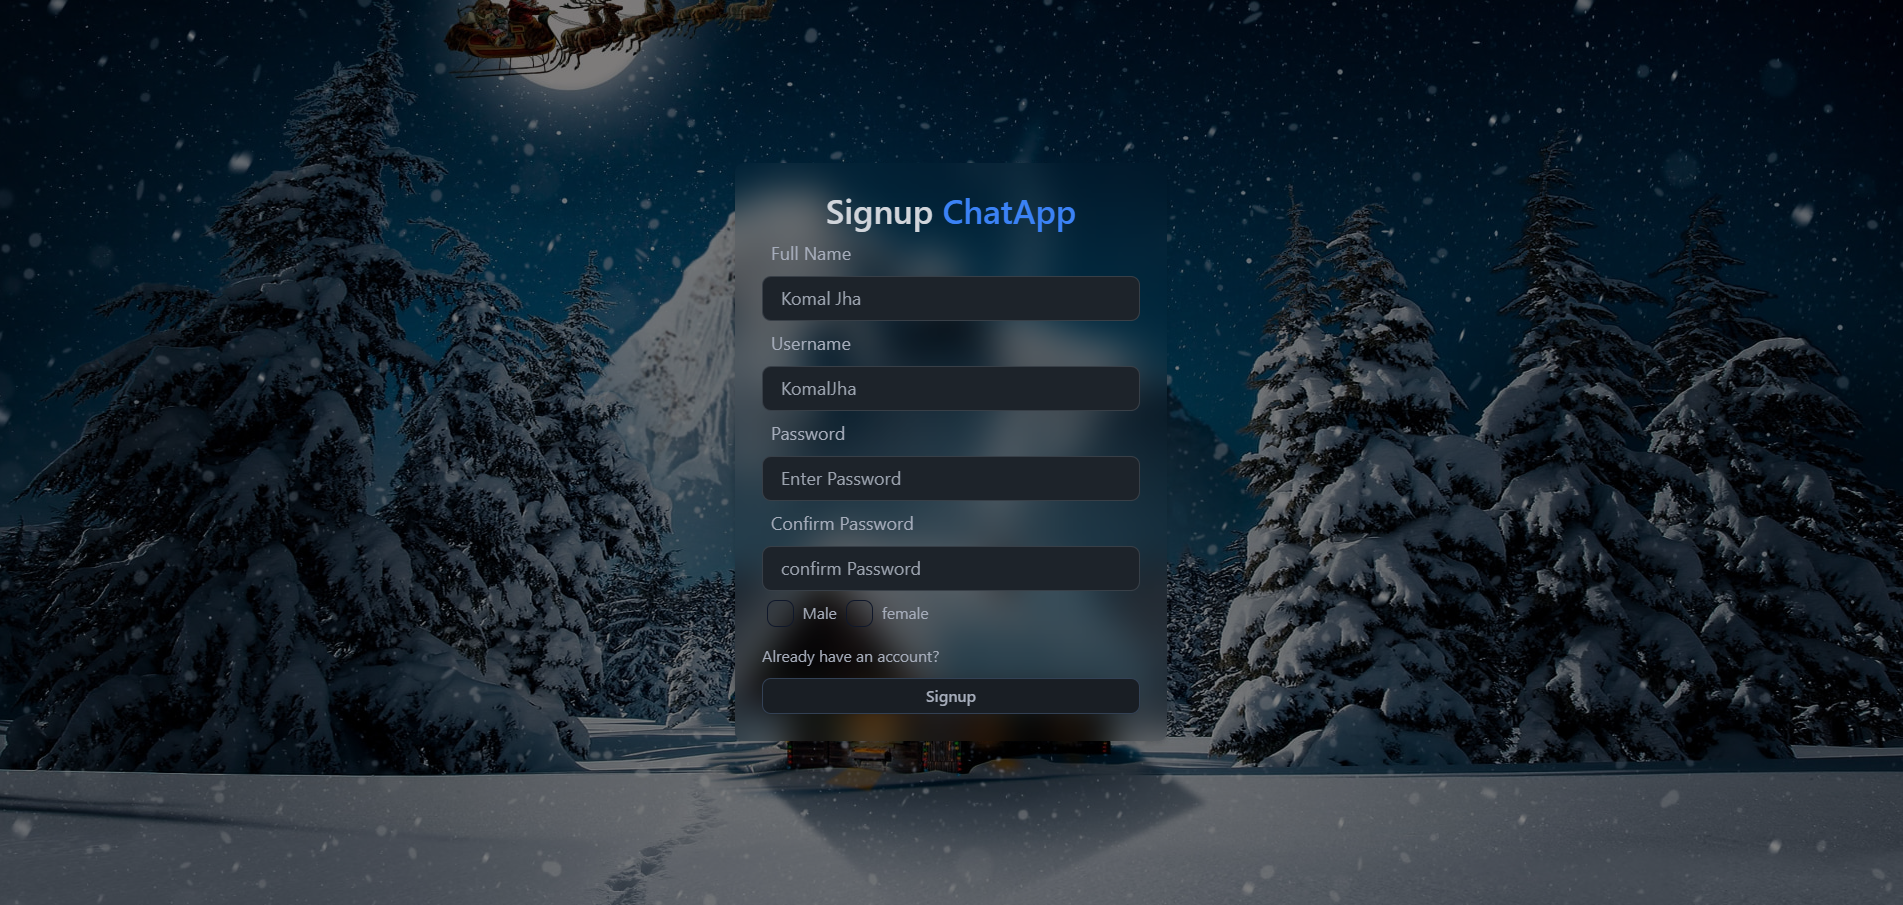 Signup ChatApp
Full Name
Komal Jha
Username
KomalJha
Password
Enter Password
Confirm Password
confirm Password
Male female
Already have an account?
Signup